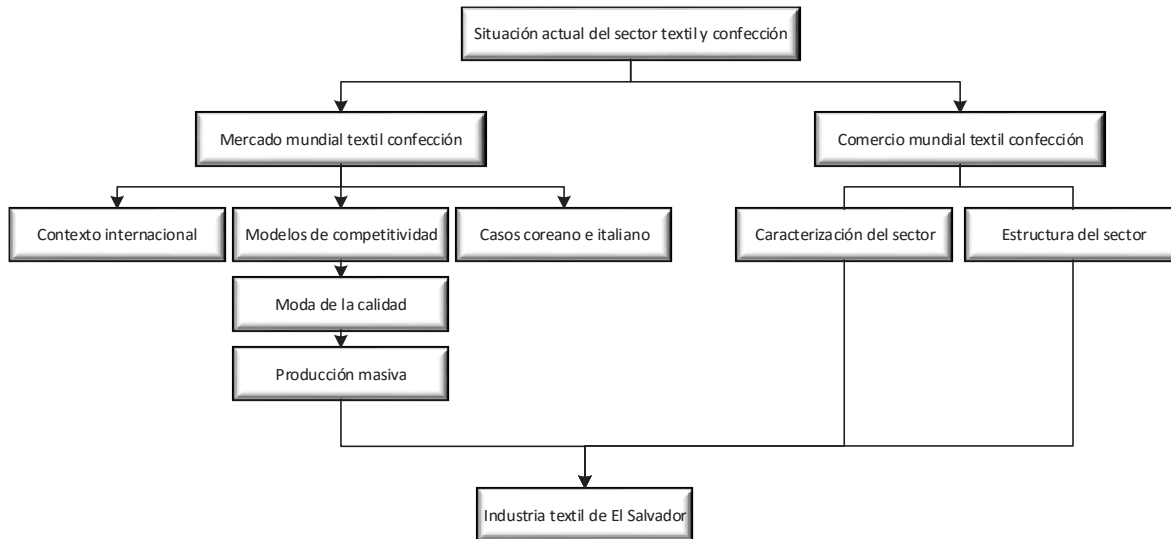 Situación actual del sector textil y confección
Mercado mundial textil confección
Comercio mundial textil confección
Contexto internacional
Modelos de competitividad
Casos coreano e italiano
Caracterización del sector
Estructura del sector
Moda de la calidad
Producción masiva
Industria textil de El Salvador